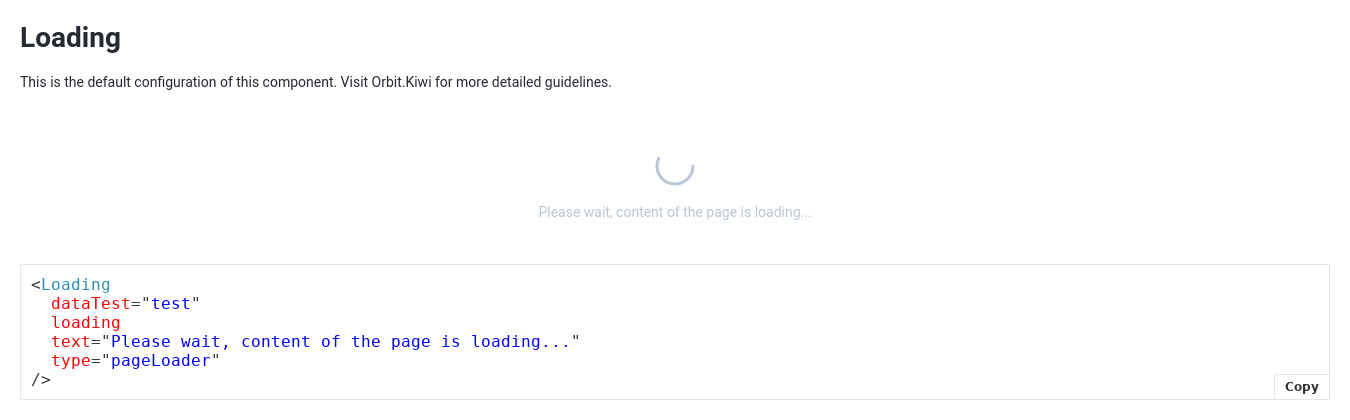 Loading
This is the default configuration of this component. Visit Orbit.Kiwi for more detailed guidelines.
Please wait, content of the page is loading...
<Loading
  dataTest="test"
  loading
  text="Please wait, content of the page is loading..."
  type="pageLoader"
/>
Copy